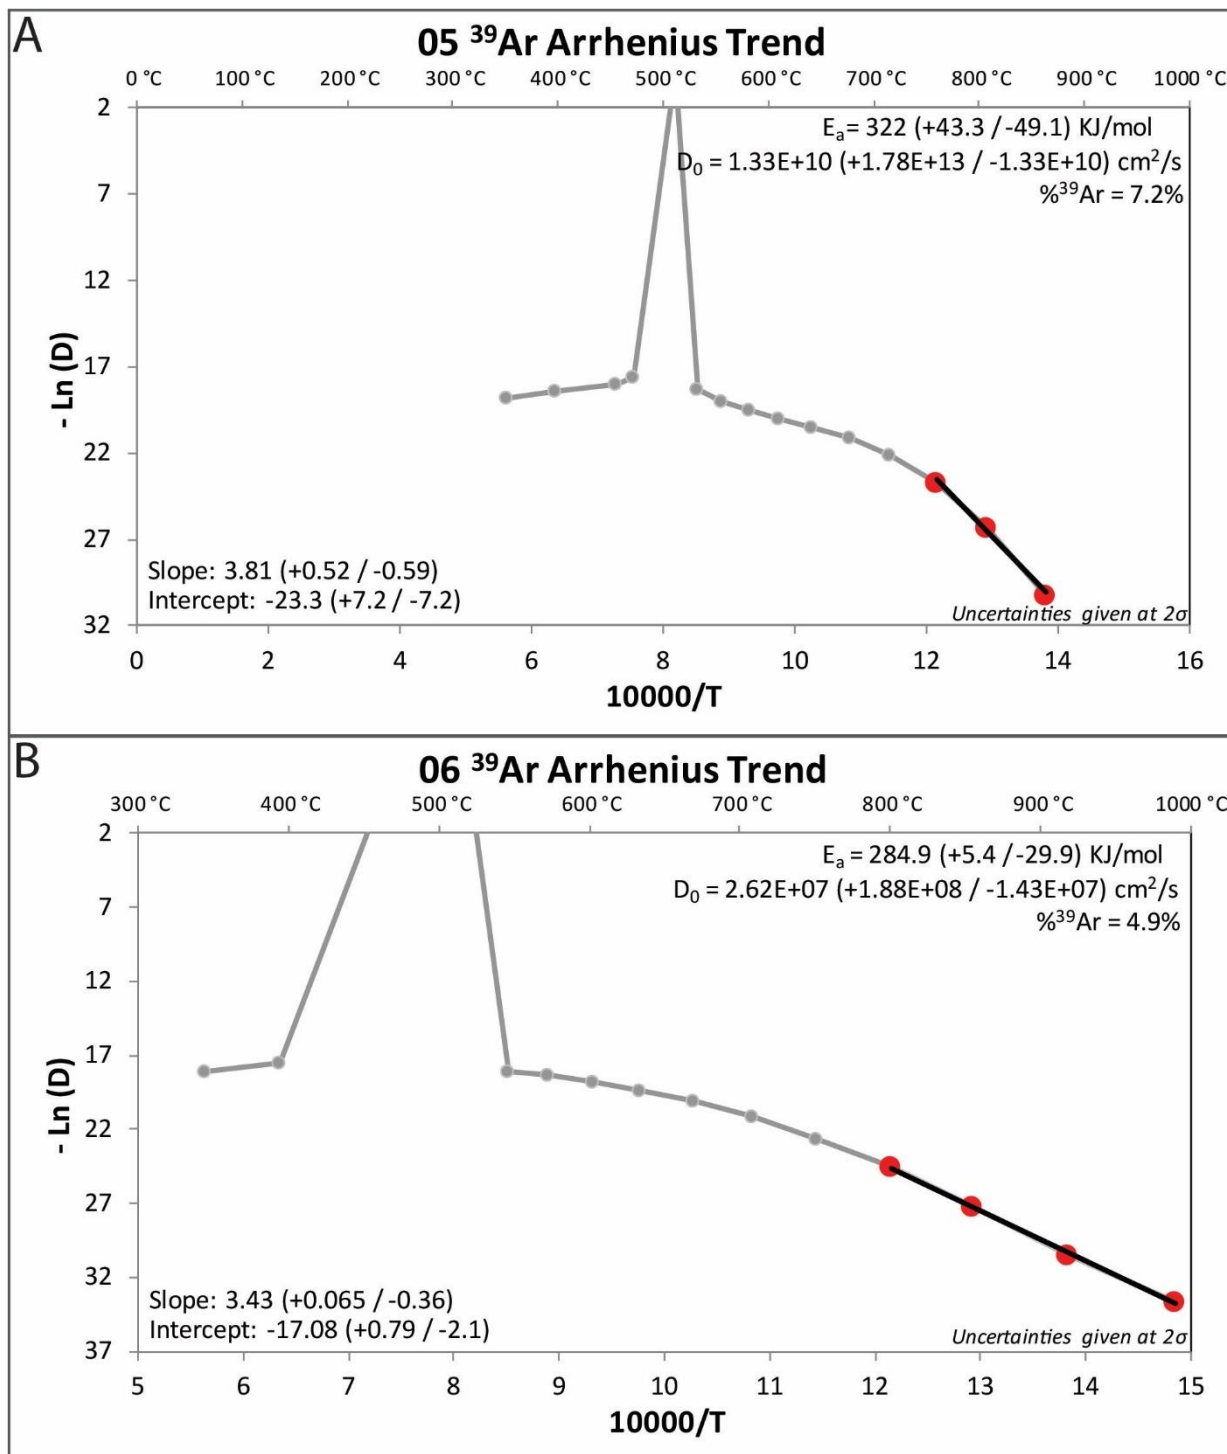 A
05 ³⁹Ar Arrhenius Trend
0 °C 100 °C 200 °C 300 °C 400 °C 500 °C 600 °C 700 °C 800 °C 900 °C 1000 °C
Eₐ = 322 (+43.3 / -49.1) KJ/mol
D₀ = 1.33E+10 (+1.78E+13 / -1.33E+10) cm²/s
%³⁹Ar = 7.2%
2
7
12
17
22
27
32
- Ln (D)
Slope: 3.81 (+0.52 / -0.59)
Intercept: -23.3 (+7.2 / -7.2)
Uncertainties given at 2σ
0 2 4 6 8 10 12 14 16
10000/T
B
06 ³⁹Ar Arrhenius Trend
300 °C 400 °C 500 °C 600 °C 700 °C 800 °C 900 °C 1000 °C
Eₐ = 284.9 (+5.4 / -29.9) KJ/mol
D₀ = 2.62E+07 (+1.88E+08 / -1.43E+07) cm²/s
%³⁹Ar = 4.9%
2
7
12
17
22
27
32
37
- Ln (D)
Slope: 3.43 (+0.065 / -0.36)
Intercept: -17.08 (+0.79 / -2.1)
Uncertainties given at 2σ
5 6 7 8 9 10 11 12 13 14 15
10000/T